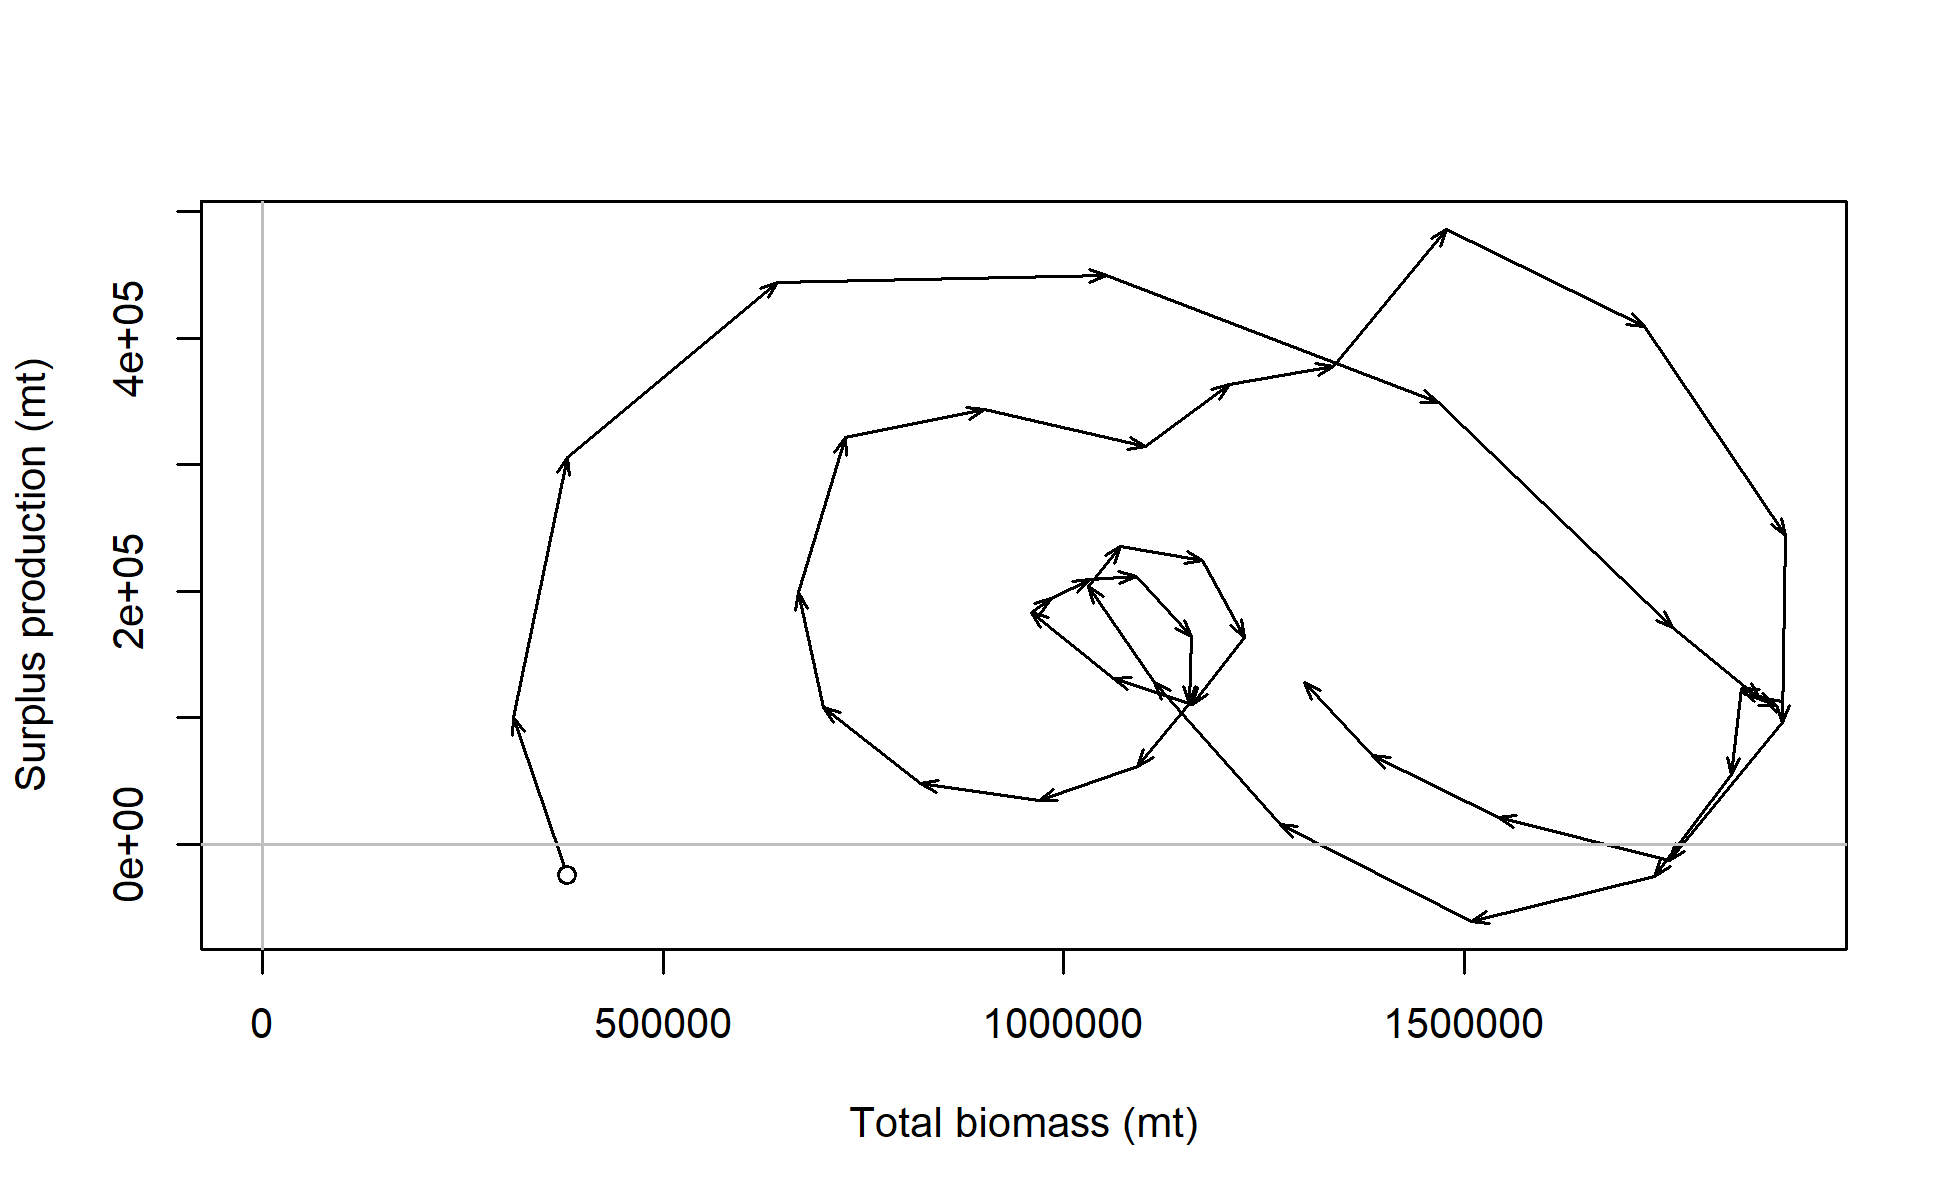 Surplus production (mt)
4e+05
2e+05
0e+00
0 500000 1000000 1500000
Total biomass (mt)